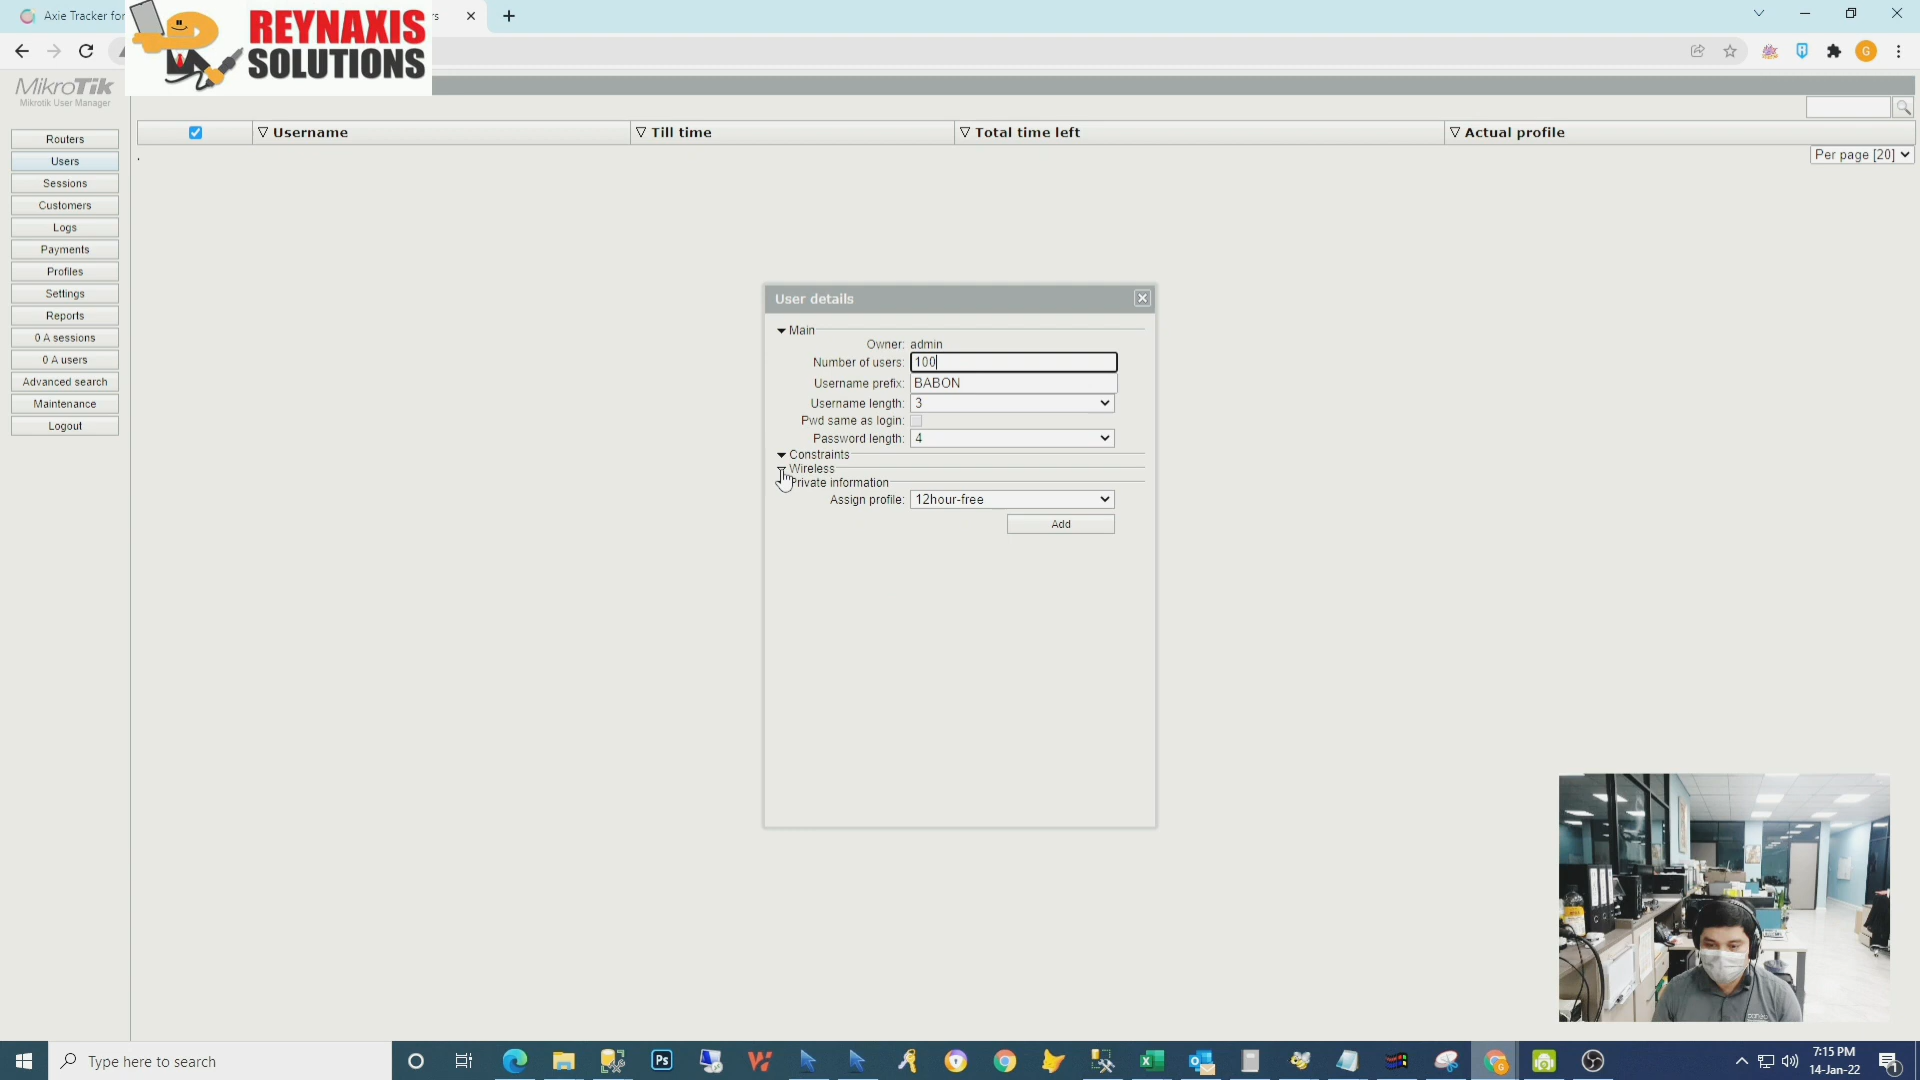 Axie Tracker for
REYNAXIS
SOLUTIONS
rs
G
MikroTik
Mikrotik User Manager
Routers
Users
Sessions
Customers
Logs
Payments
Profiles
Settings
Reports
0 A sessions
0 A users
Advanced search
Maintenance
Logout
▽ Username
▽ Till time
▽ Total time left
▽ Actual profile
Per page [20]
User details
Main
Owner: admin
Number of users: 100
Username prefix: BABON
Username length: 3
Pwd same as login:
Password length: 4
Constraints
Wireless
Private information
Assign profile: 12hour-free
Add
Type here to search
Ps
7:15 PM
14-Jan-22
1